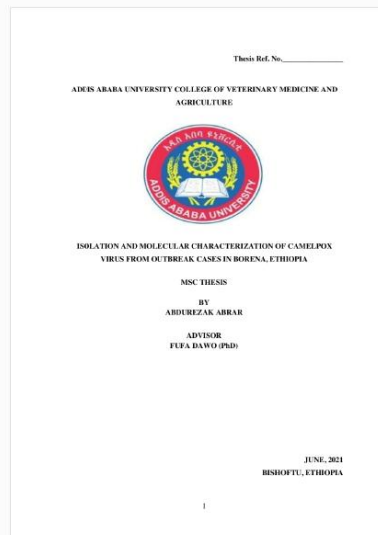 Thesis Ref. No.________________
ADDIS ABABA UNIVERSITY COLLEGE OF VETERINARY MEDICINE AND
AGRICULTURE
አዲስ አበባ ዩኒቨርሲቲ
ADDIS ABABA UNIVERSITY
ISOLATION AND MOLECULAR CHARACTERIZATION OF CAMELPOX
VIRUS FROM OUTBREAK CASES IN BORENA, ETHIOPIA
MSC THESIS
BY
ABDUREZAK ABRAR
ADVISOR
FUFA DAWO (PhD)
JUNE, 2021
BISHOFTU, ETHIOPIA
1